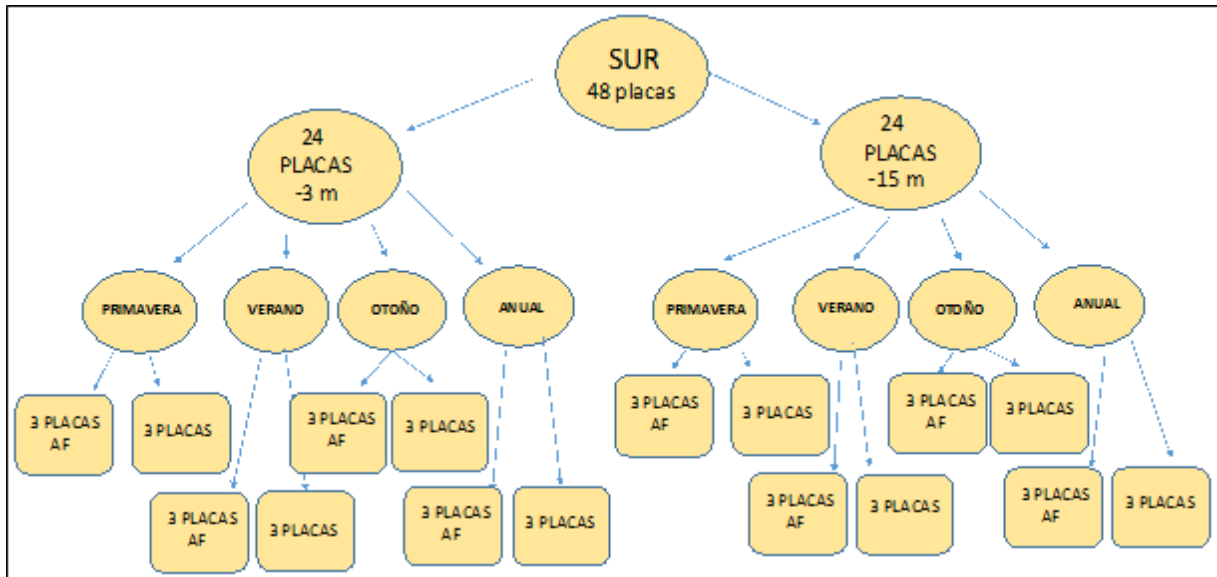 SUR
48 placas
24
PLACAS
-3 m
24
PLACAS
-15 m
PRIMAVERA
VERANO
OTOÑO
ANUAL
PRIMAVERA
VERANO
OTOÑO
ANUAL
3 PLACAS
AF
3 PLACAS
3 PLACAS
AF
3 PLACAS
3 PLACAS
AF
3 PLACAS
3 PLACAS
AF
3 PLACAS
3 PLACAS
AF
3 PLACAS
3 PLACAS
AF
3 PLACAS
3 PLACAS
AF
3 PLACAS
3 PLACAS
AF
3 PLACAS